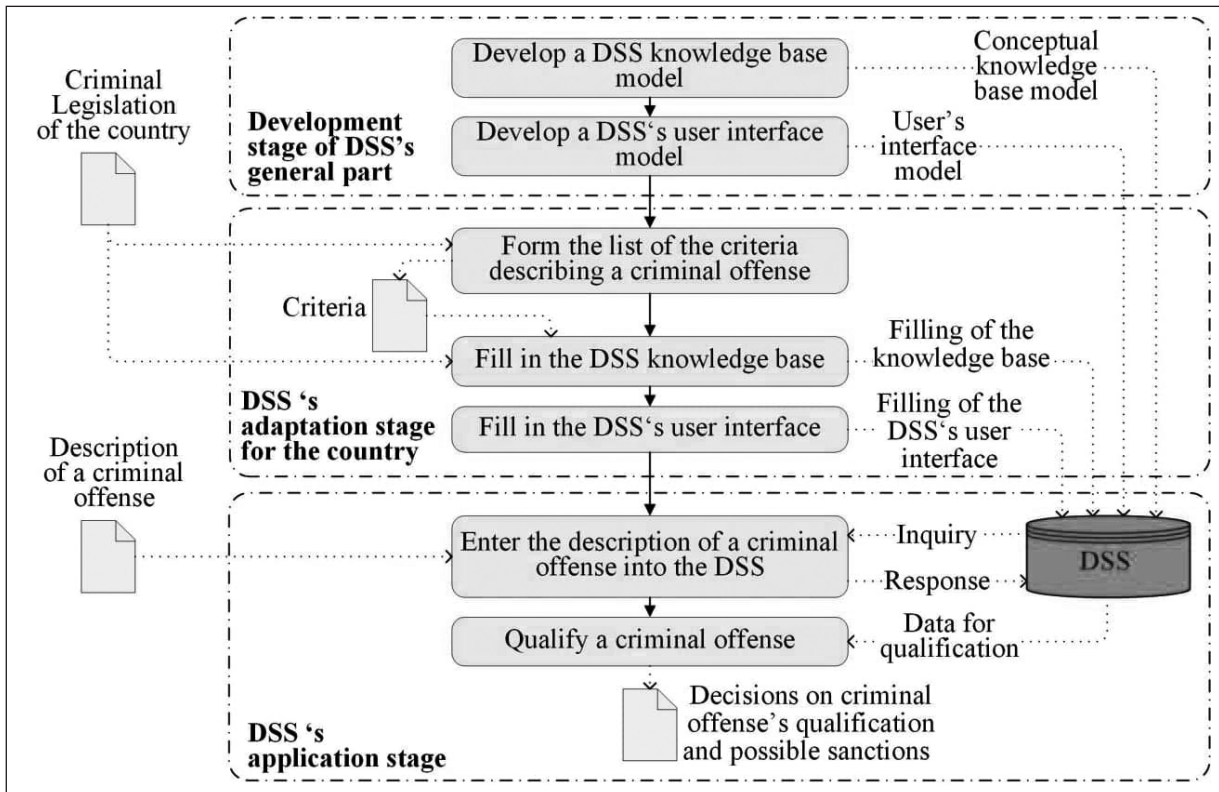 Criminal
Legislation
of the country
Develop a DSS knowledge base
model
Conceptual
knowledge
base model
Development
stage of DSS's
general part
Develop a DSS‘s user interface
model
User's
interface
model
Form the list of the criteria
describing a criminal offense
Criteria
Fill in the DSS knowledge base
Filling of the
knowledge base
DSS ‘s
adaptation stage
for the country
Fill in the DSS‘s user interface
Filling of the
DSS‘s user
interface
Description
of a criminal
offense
Enter the description of a criminal
offense into the DSS
Inquiry
Response
DSS
Qualify a criminal offense
Data for
qualification
Decisions on criminal
offense's qualification
and possible sanctions
DSS ‘s
application stage